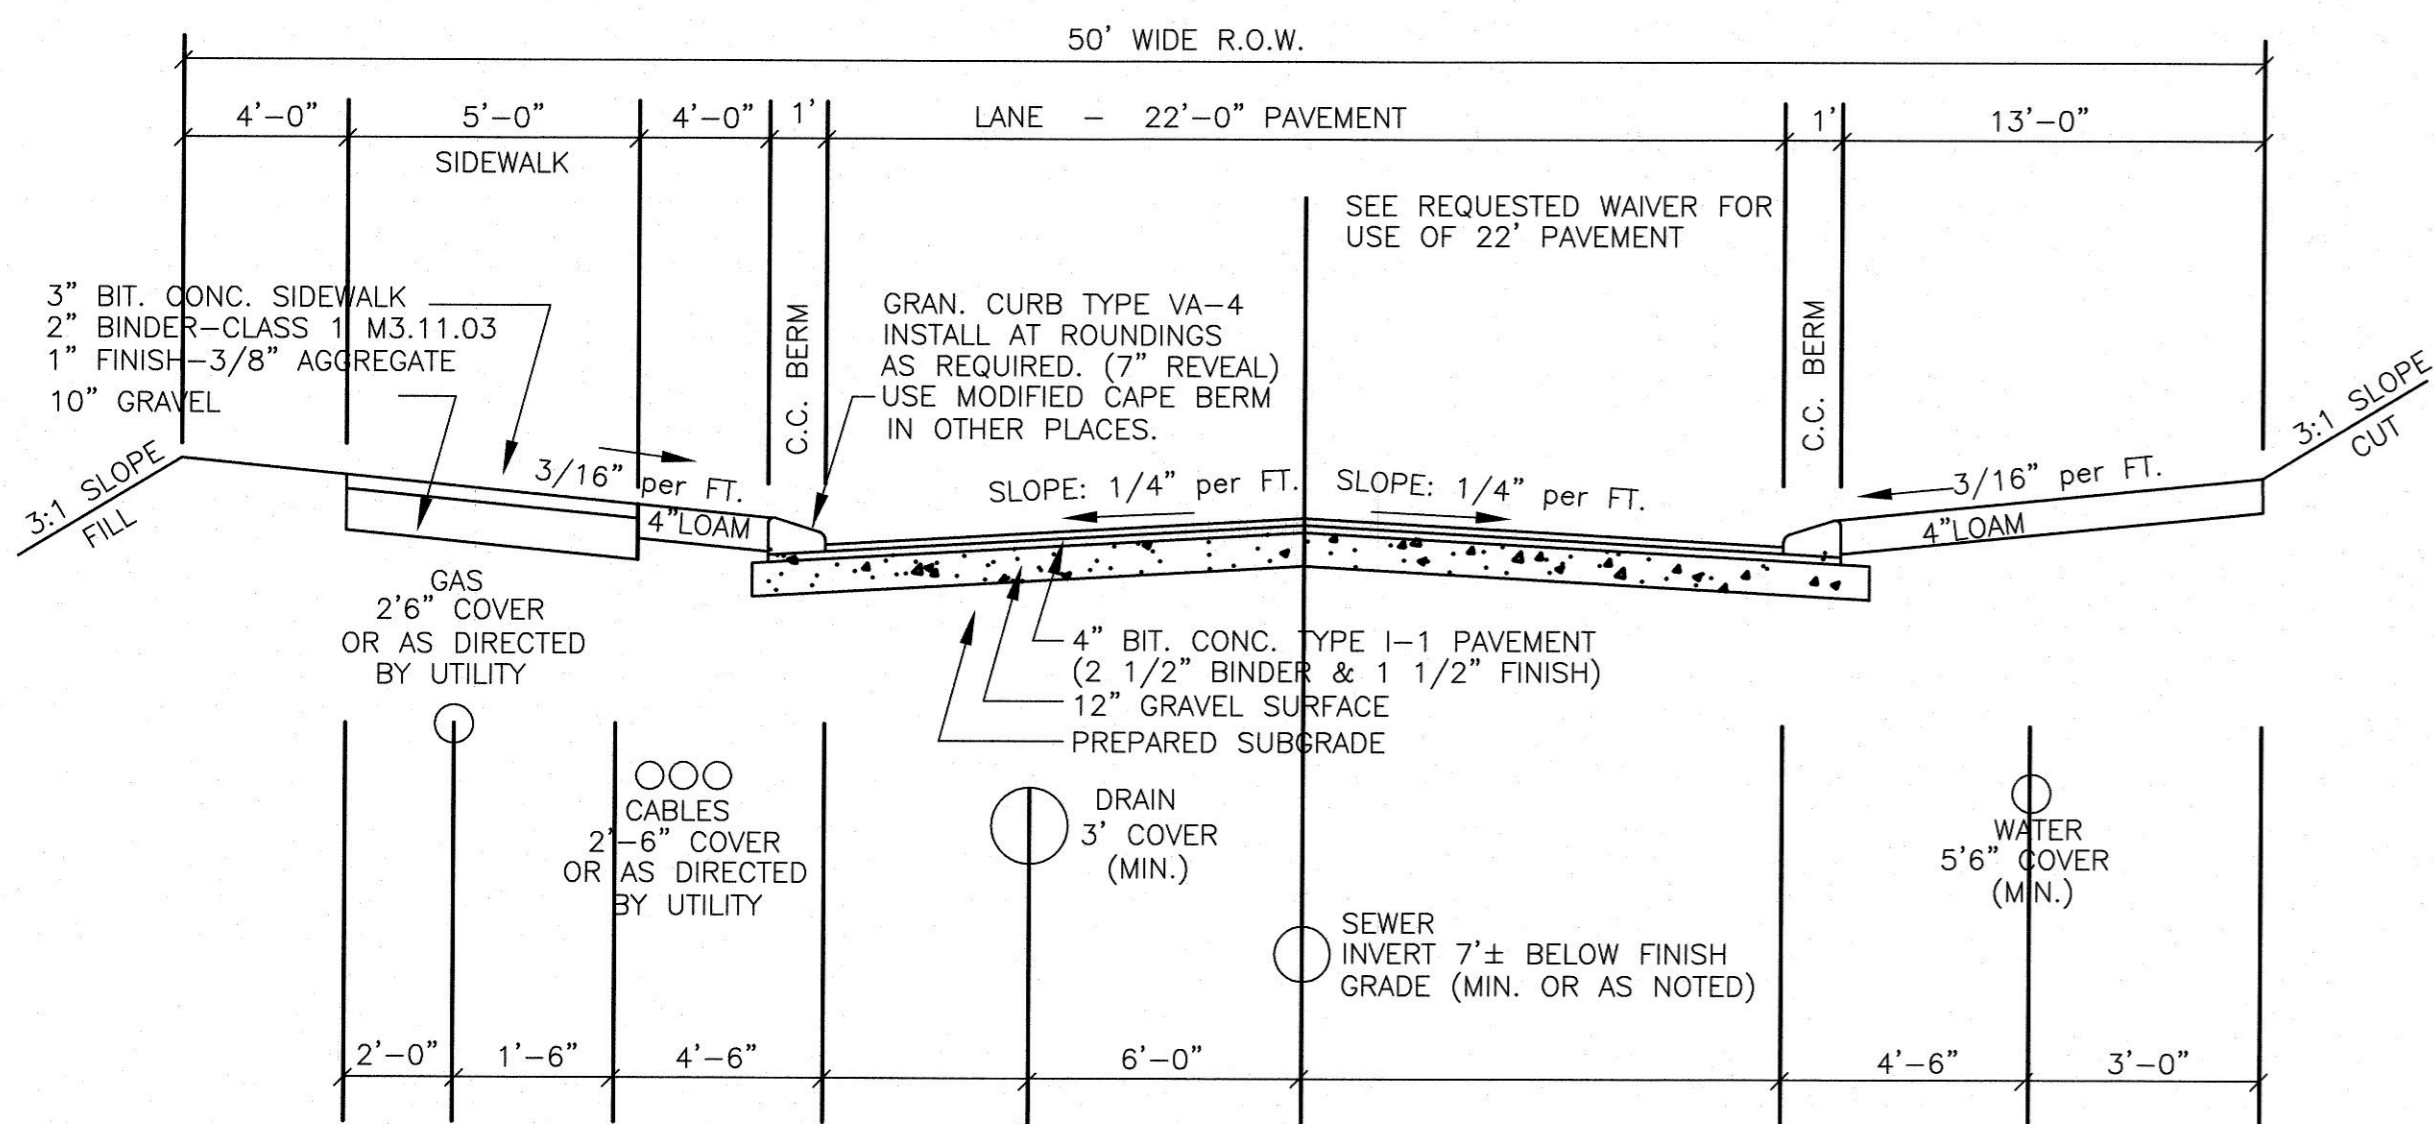 50' WIDE R.O.W.
4'-0"
5'-0"
4'-0"
1'
LANE - 22'-0" PAVEMENT
1'
13'-0"
SIDEWALK
SEE REQUESTED WAIVER FOR
USE OF 22' PAVEMENT
3" BIT. CONC. SIDEWALK
2" BINDER-CLASS 1 M3.11.03
1" FINISH-3/8" AGGREGATE
10" GRAVEL
C.C. BERM
GRAN. CURB TYPE VA-4
INSTALL AT ROUNDINGS
AS REQUIRED. (7" REVEAL)
USE MODIFIED CAPE BERM
IN OTHER PLACES.
C.C. BERM
3:1 SLOPE
FILL
3/16" per FT.
4"LOAM
SLOPE: 1/4" per FT.
SLOPE: 1/4" per FT.
3/16" per FT.
4"LOAM
3:1 SLOPE
CUT
GAS
2'6" COVER
OR AS DIRECTED
BY UTILITY
4" BIT. CONC. TYPE I-1 PAVEMENT
(2 1/2" BINDER & 1 1/2" FINISH)
12" GRAVEL SURFACE
PREPARED SUBGRADE
CABLES
2'-6" COVER
OR AS DIRECTED
BY UTILITY
DRAIN
3' COVER
(MIN.)
WATER
5'6" COVER
(MIN.)
SEWER
INVERT 7'± BELOW FINISH
GRADE (MIN. OR AS NOTED)
2'-0"
1'-6"
4'-6"
6'-0"
4'-6"
3'-0"